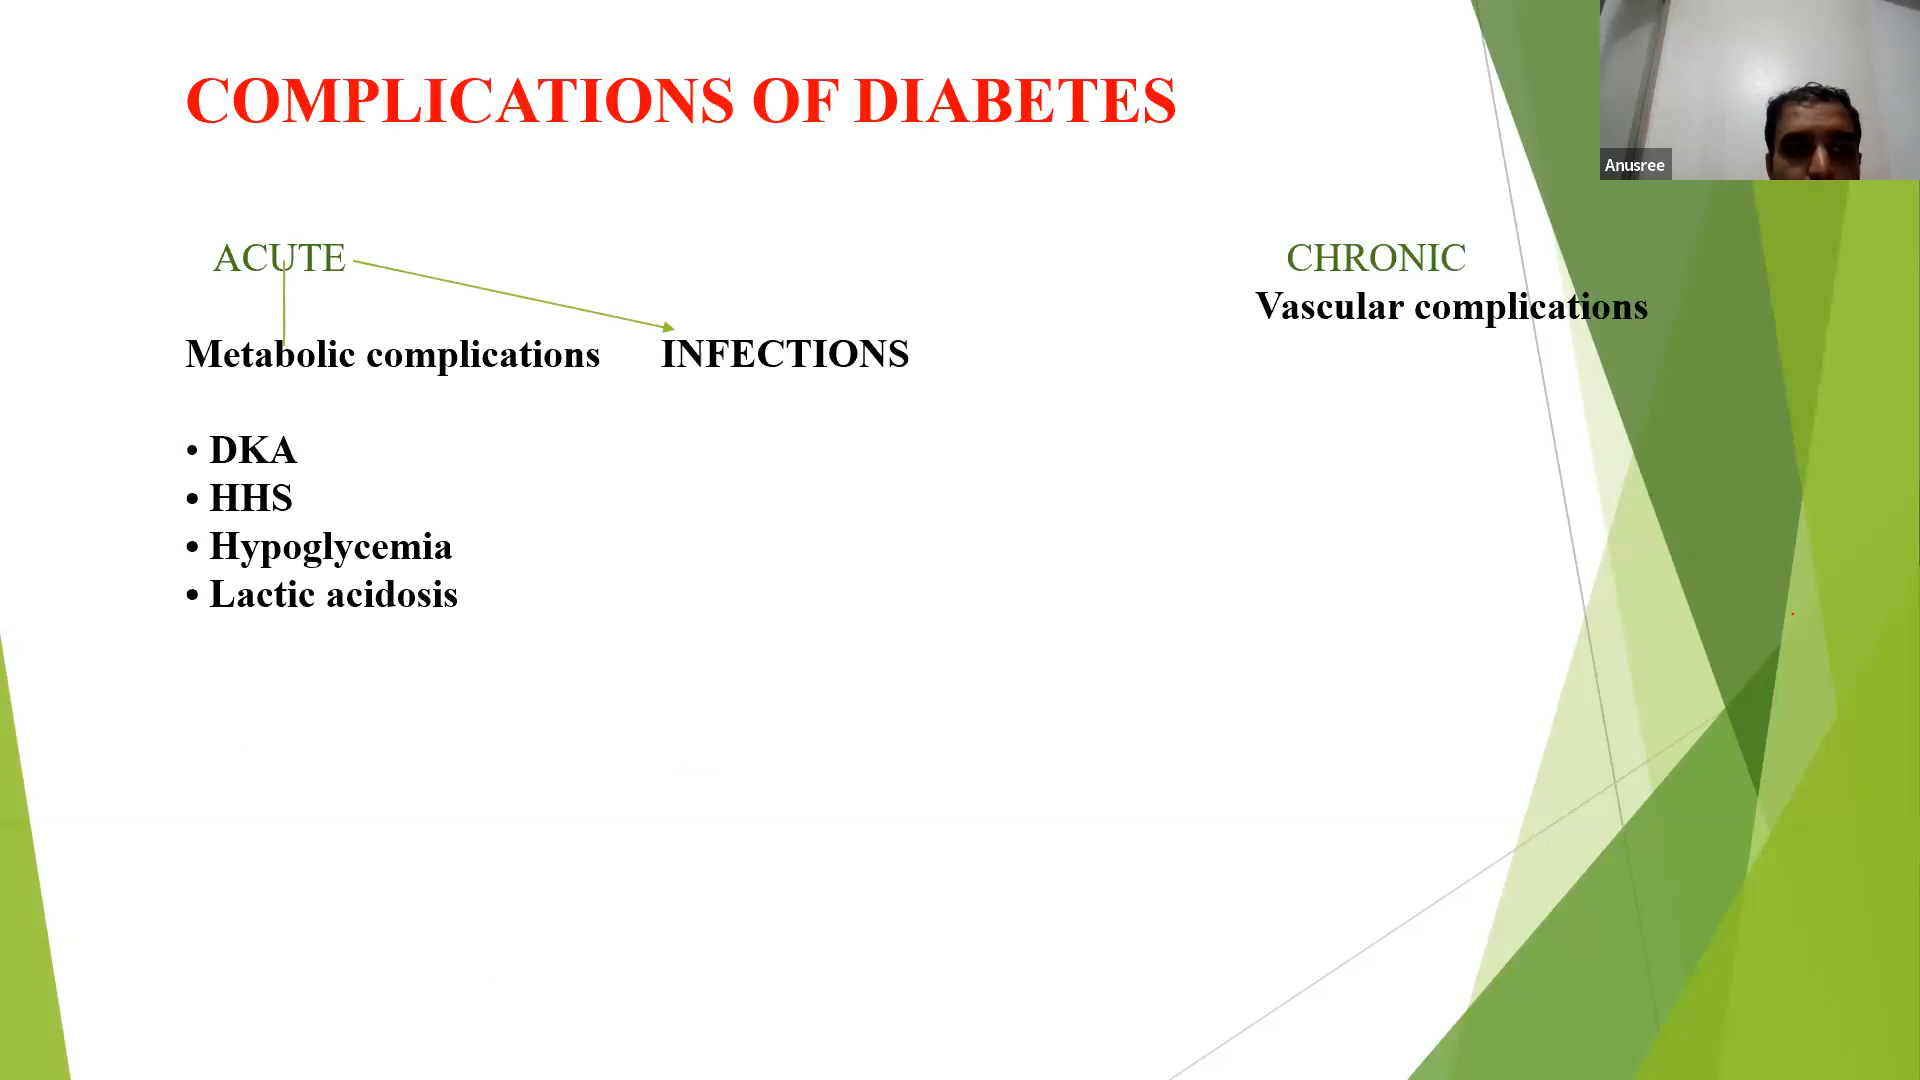 COMPLICATIONS OF DIABETES
Anusree
ACUTE
CHRONIC
Vascular complications
Metabolic complications INFECTIONS
• DKA
• HHS
• Hypoglycemia
• Lactic acidosis